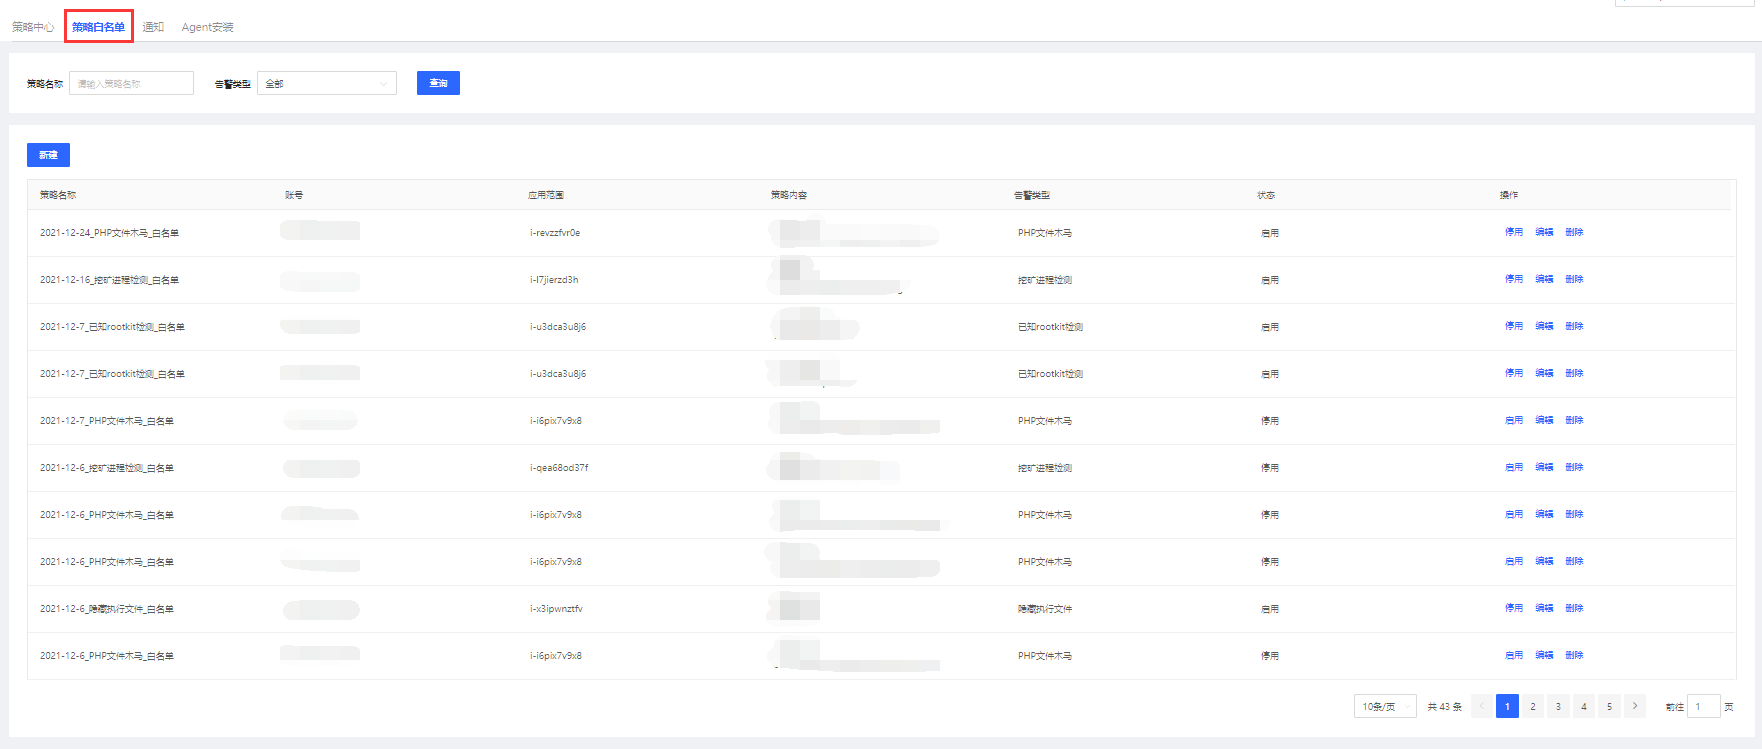 策略中心 策略白名单 通知 Agent安装
策略名称 请输入策略名称 告警类型 全部 查询
新建
策略名称 账号 应用范围 策略内容 告警类型 状态 操作
2021-12-24_PHP文件木马_白名单 i-revzzfvr0e PHP文件木马 启用 停用 编辑 删除
2021-12-16_挖矿进程检测_白名单 i-l7jierzd3h 挖矿进程检测 启用 停用 编辑 删除
2021-12-7_已知rootkit检测_白名单 i-u3dca3u8j6 已知rootkit检测 启用 停用 编辑 删除
2021-12-7_已知rootkit检测_白名单 i-u3dca3u8j6 已知rootkit检测 启用 停用 编辑 删除
2021-12-7_PHP文件木马_白名单 i-i6pix7v9x8 PHP文件木马 停用 启用 编辑 删除
2021-12-6_挖矿进程检测_白名单 i-qea68od37f 挖矿进程检测 停用 启用 编辑 删除
2021-12-6_PHP文件木马_白名单 i-i6pix7v9x8 PHP文件木马 停用 启用 编辑 删除
2021-12-6_PHP文件木马_白名单 i-i6pix7v9x8 PHP文件木马 停用 启用 编辑 删除
2021-12-6_隐藏执行文件_白名单 i-x3ipwnztfv 隐藏执行文件 启用 停用 编辑 删除
2021-12-6_PHP文件木马_白名单 i-i6pix7v9x8 PHP文件木马 停用 启用 编辑 删除
10条/页 共 43 条 1 2 3 4 5 前往 1 页